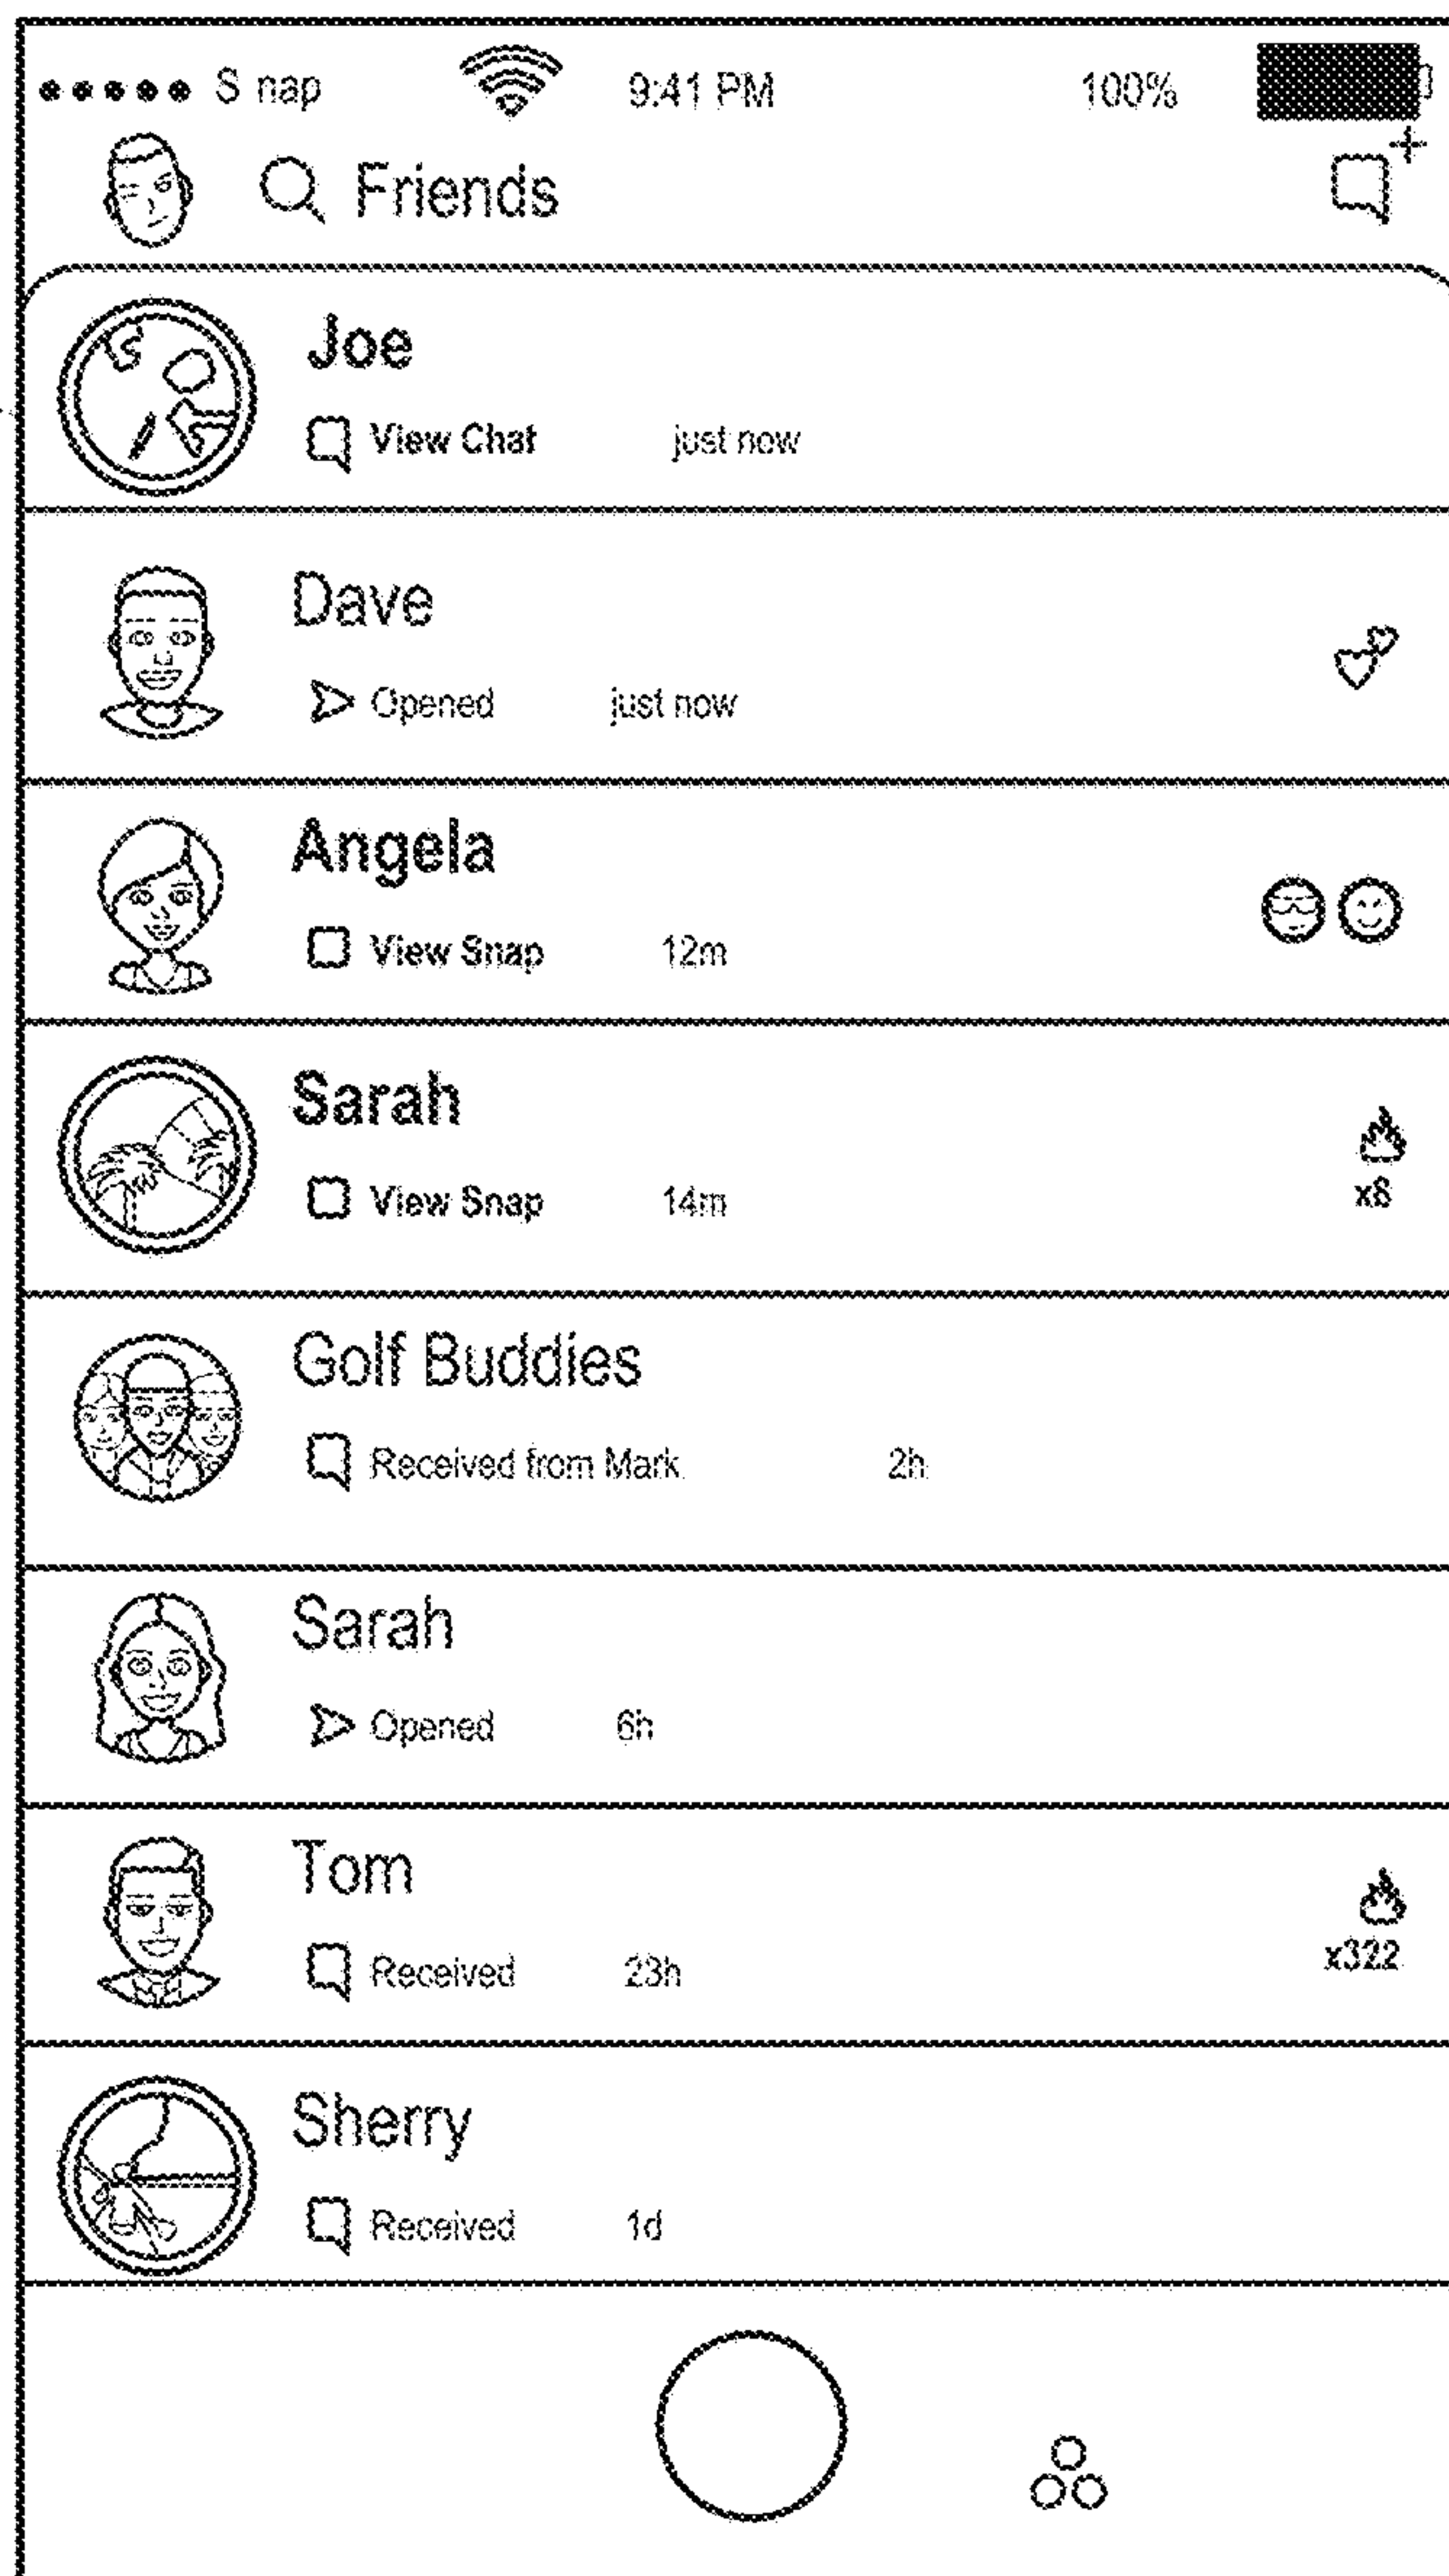 Snap 9:41 PM 100%
Friends
Joe
View Chat just now
Dave
Opened just now
Angela
View Snap 12m
Sarah
View Snap 14m
x8
Golf Buddies
Received from Mark 2h
Sarah
Opened 6h
Tom
Received 23h
x322
Sherry
Received 1d